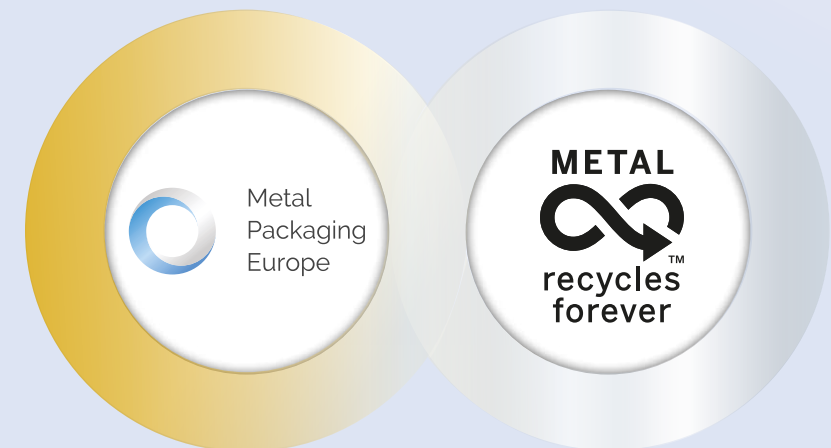 Metal
Packaging
Europe
METAL
™
recycles
forever